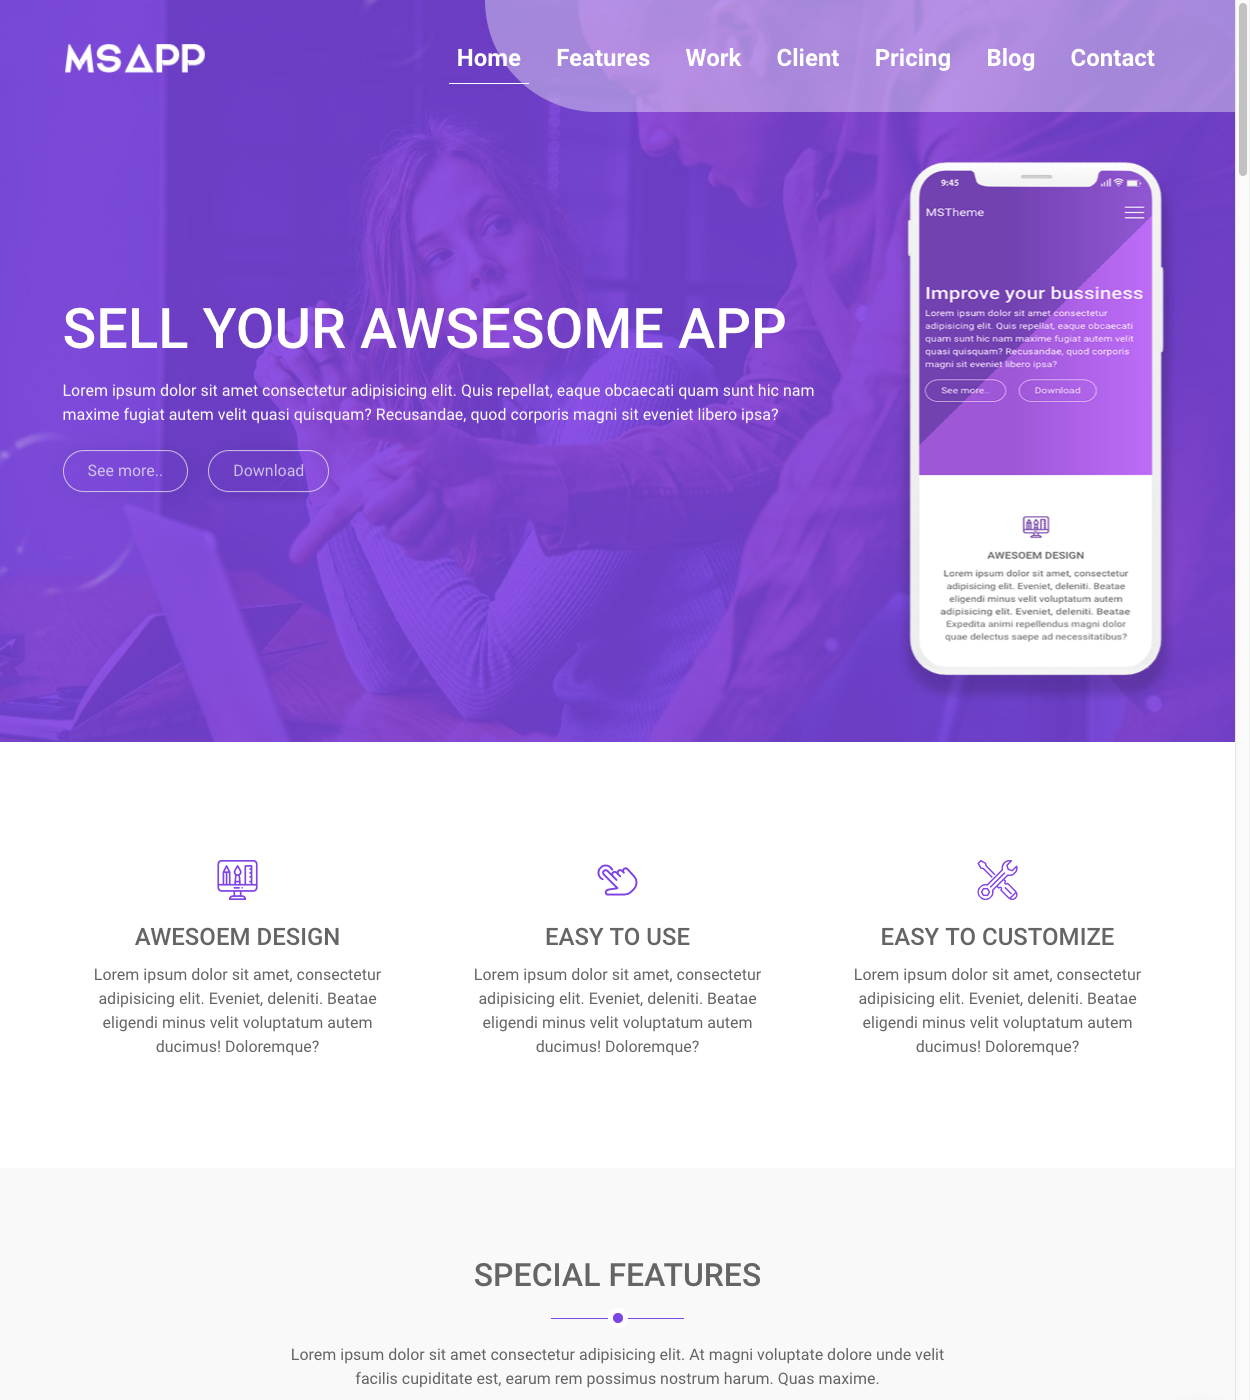 MSAPP
Home Features Work Client Pricing Blog Contact
SELL YOUR AWSESOME APP
Lorem ipsum dolor sit amet consectetur adipisicing elit. Quis repellat, eaque obcaecati quam sunt hic nam
maxime fugiat autem velit quasi quisquam? Recusandae, quod corporis magni sit eveniet libero ipsa?
See more.. Download
9:45
MSTheme
Improve your bussiness
Lorem ipsum dolor sit amet consectetur
adipisicing elit. Quis repellat, eaque obcaecati
quam sunt hic nam maxime fugiat autem velit
quasi quisquam? Recusandae, quod corporis
magni sit eveniet libero ipsa?
See more.. Download
AWESOEM DESIGN
Lorem ipsum dolor sit amet, consectetur
adipisicing elit. Eveniet, deleniti. Beatae
eligendi minus velit voluptatum autem
adipisicing elit. Eveniet, deleniti. Beatae
Expedita animi repellendus magni dolor
quae delectus saepe ad necessitatibus?
AWESOEM DESIGN
Lorem ipsum dolor sit amet, consectetur
adipisicing elit. Eveniet, deleniti. Beatae
eligendi minus velit voluptatum autem
ducimus! Doloremque?
EASY TO USE
Lorem ipsum dolor sit amet, consectetur
adipisicing elit. Eveniet, deleniti. Beatae
eligendi minus velit voluptatum autem
ducimus! Doloremque?
EASY TO CUSTOMIZE
Lorem ipsum dolor sit amet, consectetur
adipisicing elit. Eveniet, deleniti. Beatae
eligendi minus velit voluptatum autem
ducimus! Doloremque?
SPECIAL FEATURES
Lorem ipsum dolor sit amet consectetur adipisicing elit. At magni voluptate dolore unde velit
facilis cupiditate est, earum rem possimus nostrum harum. Quas maxime.